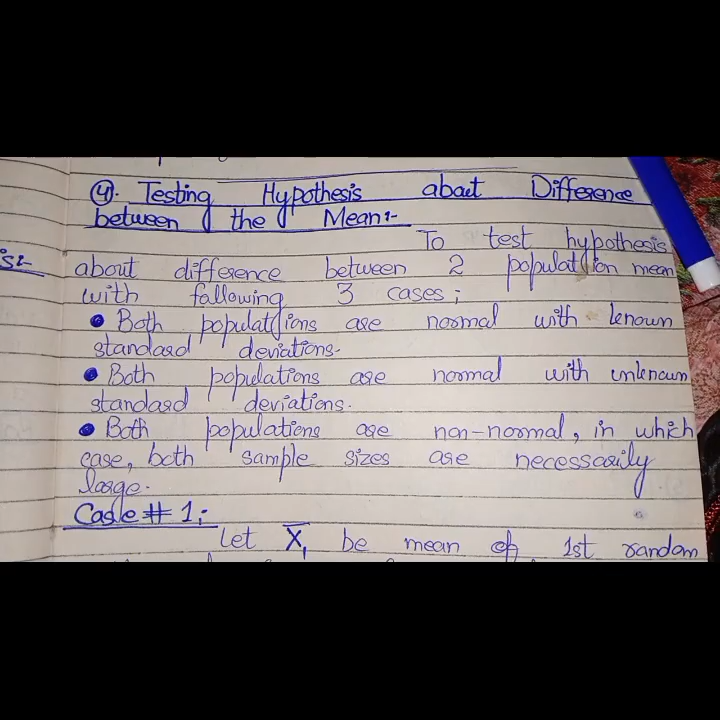 ④. Testing Hypothesis about Difference
between the Mean:-
To test hypothesis
about difference between 2 population mean
with following 3 cases;
• Both populations are normal with known
standard deviations.
• Both populations are normal with unknown
standard deviations.
• Both populations are non-normal, in which
case, both sample sizes are necessarily
large.
Case # 1;
Let X̅₁ be mean of 1st random